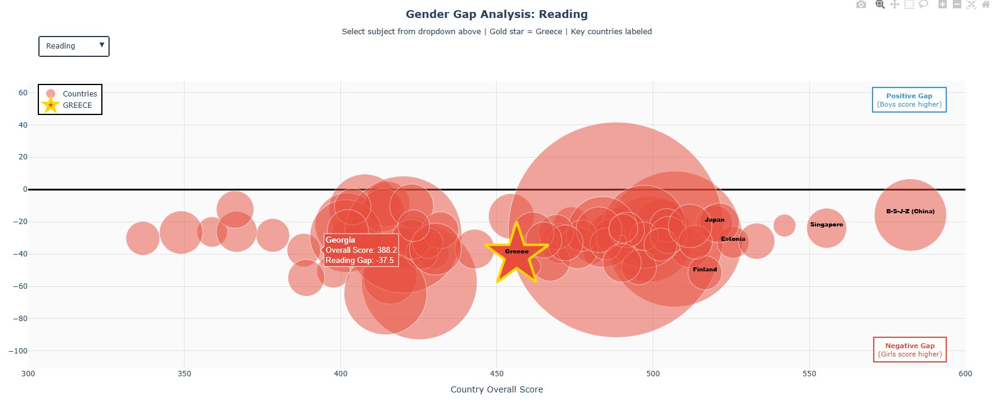 Gender Gap Analysis: Reading
Select subject from dropdown above | Gold star = Greece | Key countries labeled
Reading ▼
Countries
GREECE
Positive Gap
(Boys score higher)
60
40
20
0
−20
−40
−60
−80
−100
Georgia
Overall Score: 388.2
Reading Gap: -37.5
Greece
Japan
Estonia
Finland
Singapore
B-S-J-Z (China)
Negative Gap
(Girls score higher)
300
350
400
450
500
550
600
Country Overall Score